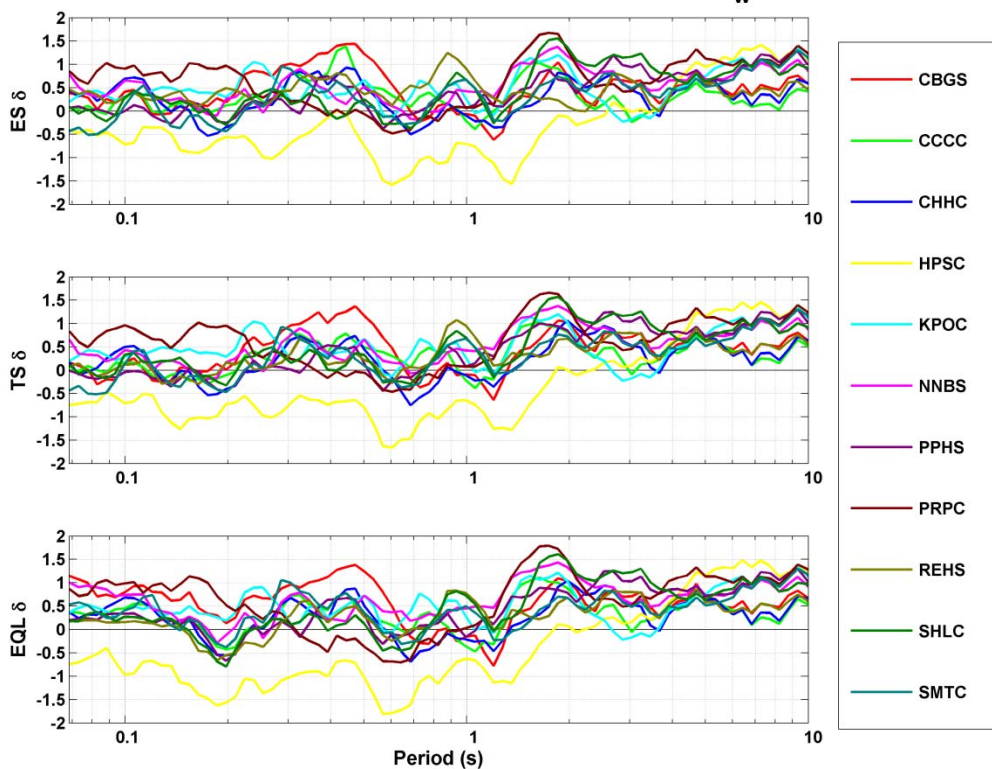 w
2
1.5
1
0.5
0
-0.5
-1
-1.5
-2
ES δ
0.1 1 10
2
1.5
1
0.5
0
-0.5
-1
-1.5
-2
TS δ
0.1 1 10
2
1.5
1
0.5
0
-0.5
-1
-1.5
-2
EQL δ
0.1 1 10
Period (s)
CBGS
CCCC
CHHC
HPSC
KPOC
NNBS
PPHS
PRPC
REHS
SHLC
SMTC